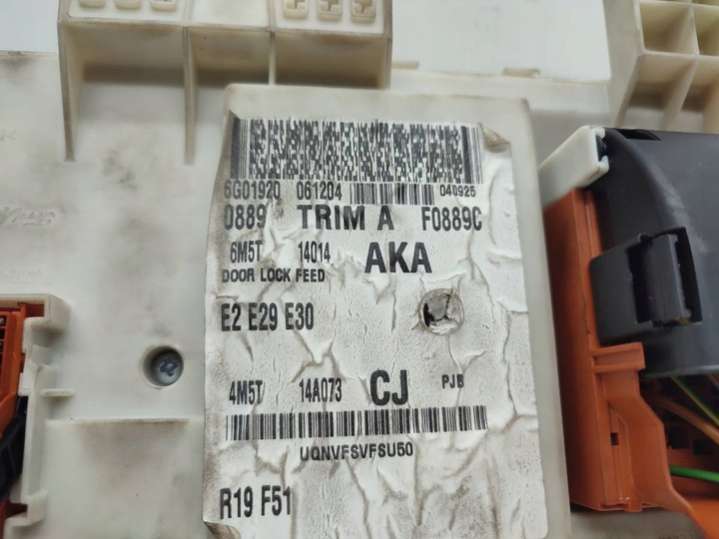 6G01920 061204 040925
0889 TRIM A F0889C
6M5T 14014 AKA
DOOR LOCK FEED
E2 E29 E30
4M5T 14A073 CJ PJB
UQNVFSVFSU50
R19 F51